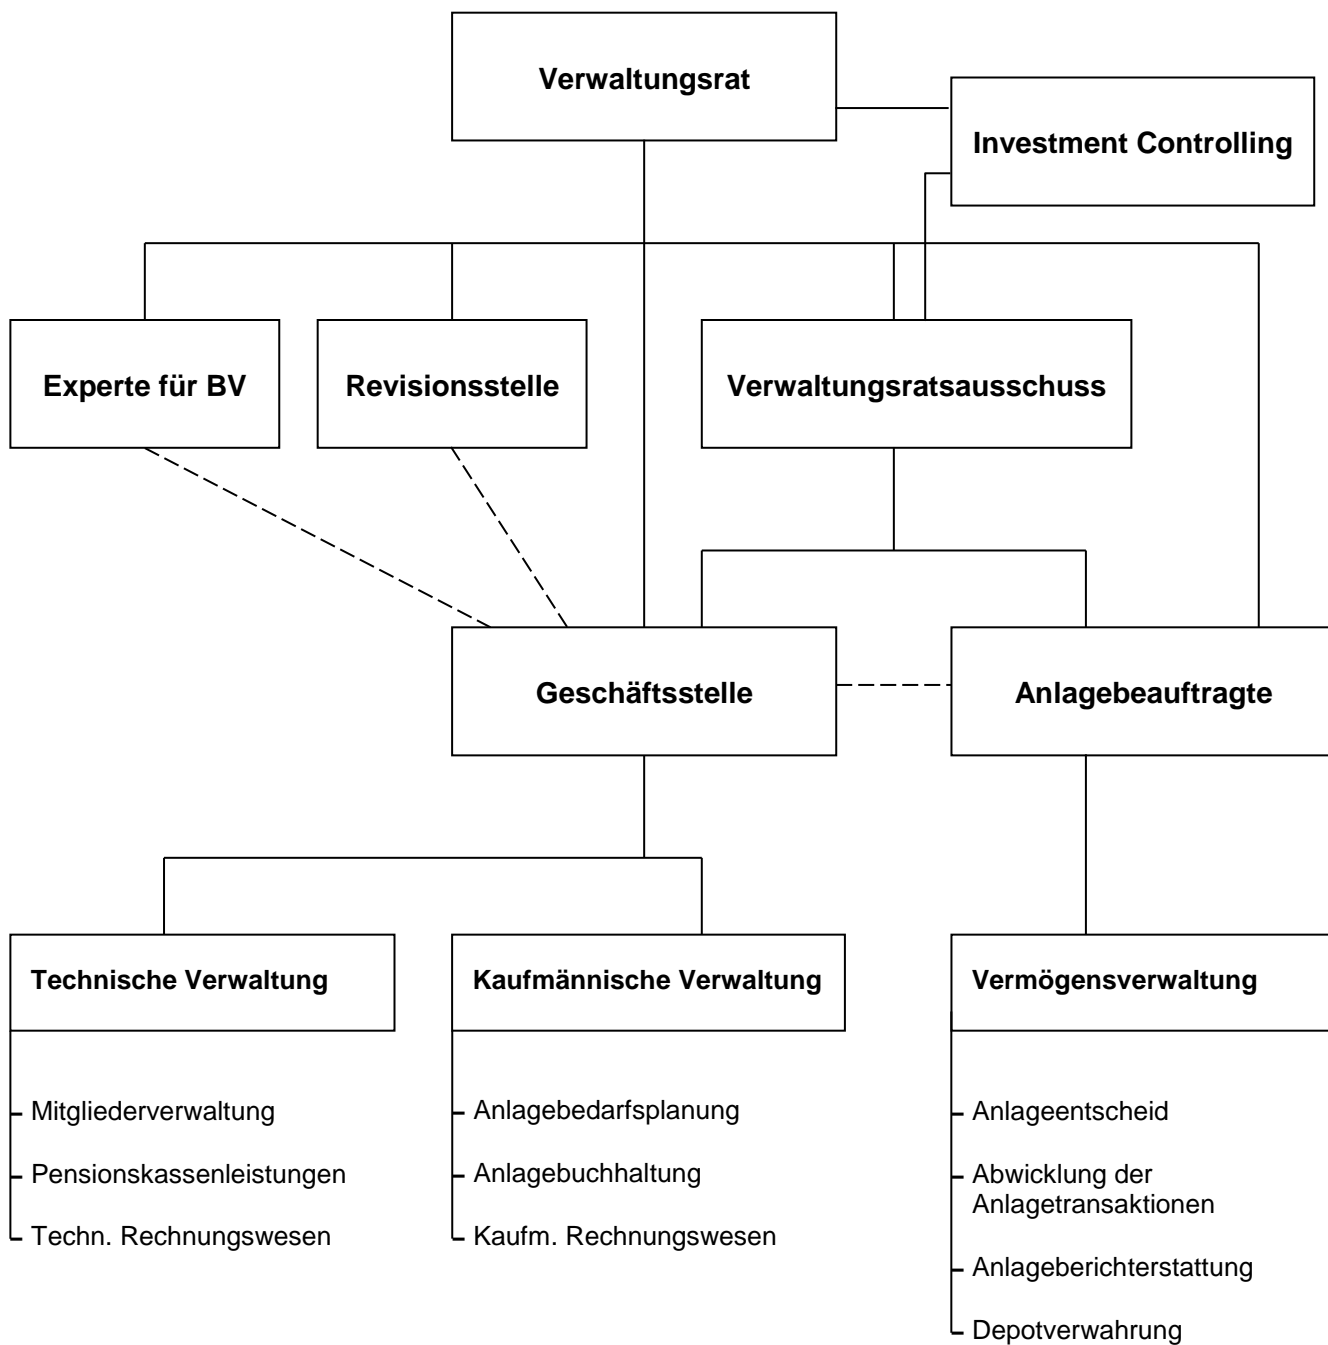 Verwaltungsrat
Investment Controlling
Experte für BV
Revisionsstelle
Verwaltungsratsausschuss
Geschäftsstelle
Anlagebeauftragte
Technische Verwaltung
Mitgliederverwaltung
Pensionskassenleistungen
Techn. Rechnungswesen
Kaufmännische Verwaltung
Anlagebedarfsplanung
Anlagebuchhaltung
Kaufm. Rechnungswesen
Vermögensverwaltung
Anlageentscheid
Abwicklung der
Anlagetransaktionen
Anlageberichterstattung
Depotverwahrung